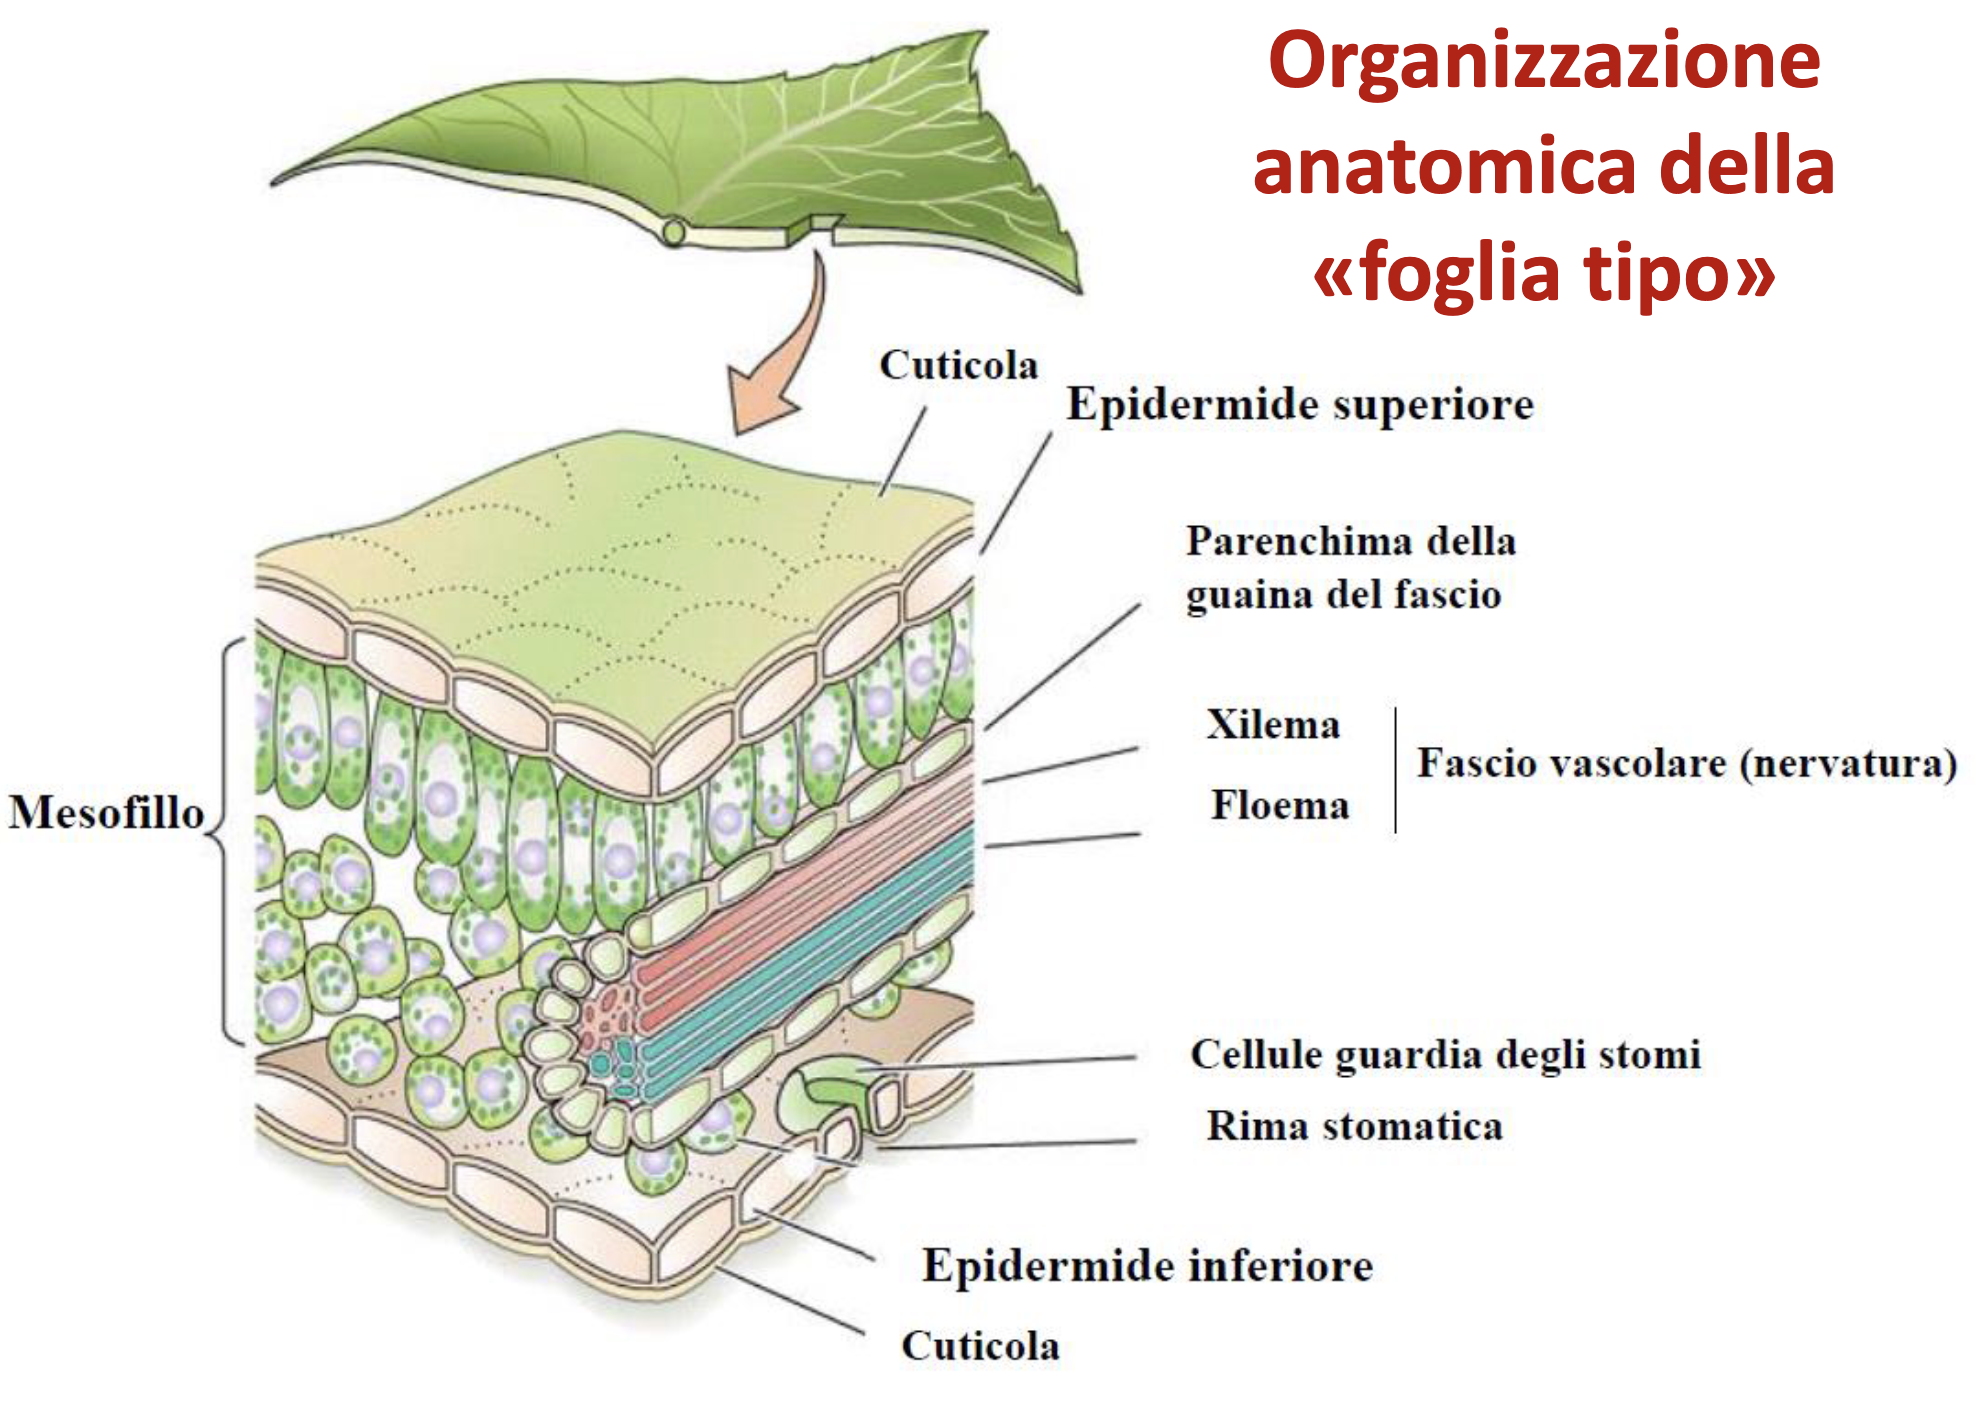 Organizzazione
anatomica della
«foglia tipo»
Cuticola
Epidermide superiore
Parenchima della
guaina del fascio
Xilema
Fascio vascolare (nervatura)
Floema
Mesofillo
Cellule guardia degli stomi
Rima stomatica
Epidermide inferiore
Cuticola